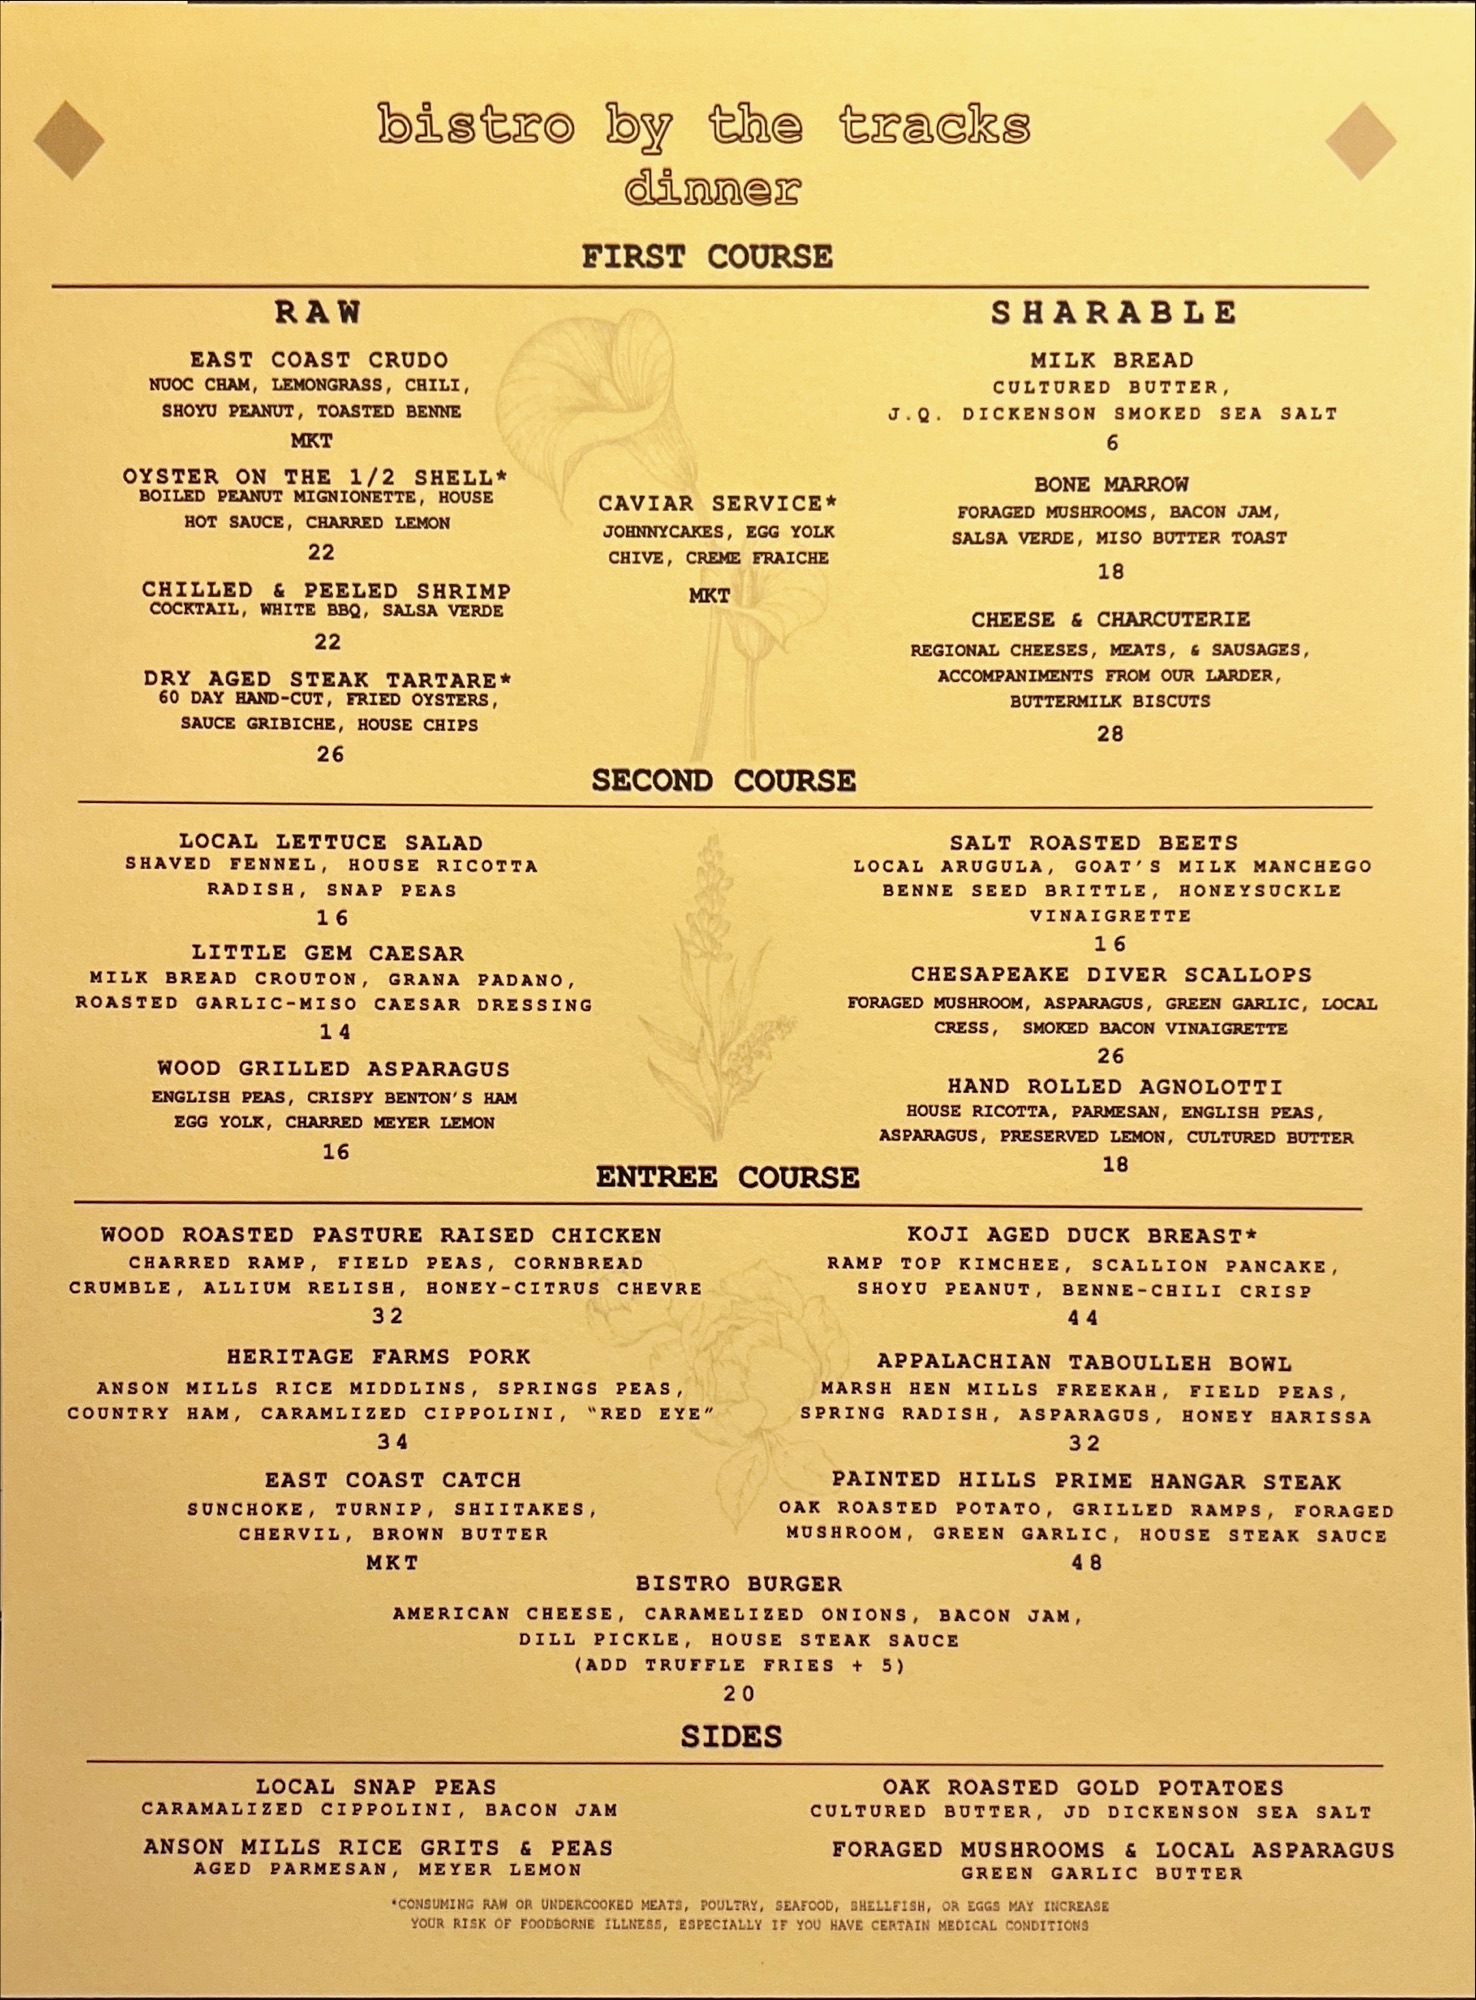 bistro by the tracks
dinner
FIRST COURSE
RAW
EAST COAST CRUDO
NUOC CHAM, LEMONGRASS, CHILI,
SHOYU PEANUT, TOASTED BENNE
MKT
OYSTER ON THE 1/2 SHELL*
BOILED PEANUT MIGNIONETTE, HOUSE
HOT SAUCE, CHARRED LEMON
22
CHILLED & PEELED SHRIMP
COCKTAIL, WHITE BBQ, SALSA VERDE
22
DRY AGED STEAK TARTARE*
60 DAY HAND-CUT, FRIED OYSTERS,
SAUCE GRIBICHE, HOUSE CHIPS
26
CAVIAR SERVICE*
JOHNNYCAKES, EGG YOLK
CHIVE, CREME FRAICHE
MKT
SHARABLE
MILK BREAD
CULTURED BUTTER,
J.Q. DICKENSON SMOKED SEA SALT
6
BONE MARROW
FORAGED MUSHROOMS, BACON JAM,
SALSA VERDE, MISO BUTTER TOAST
18
CHEESE & CHARCUTERIE
REGIONAL CHEESES, MEATS, & SAUSAGES,
ACCOMPANIMENTS FROM OUR LARDER,
BUTTERMILK BISCUTS
28
SECOND COURSE
LOCAL LETTUCE SALAD
SHAVED FENNEL, HOUSE RICOTTA
RADISH, SNAP PEAS
16
LITTLE GEM CAESAR
MILK BREAD CROUTON, GRANA PADANO,
ROASTED GARLIC-MISO CAESAR DRESSING
14
WOOD GRILLED ASPARAGUS
ENGLISH PEAS, CRISPY BENTON'S HAM
EGG YOLK, CHARRED MEYER LEMON
16
SALT ROASTED BEETS
LOCAL ARUGULA, GOAT'S MILK MANCHEGO
BENNE SEED BRITTLE, HONEYSUCKLE
VINAIGRETTE
16
CHESAPEAKE DIVER SCALLOPS
FORAGED MUSHROOM, ASPARAGUS, GREEN GARLIC, LOCAL
CRESS, SMOKED BACON VINAIGRETTE
26
HAND ROLLED AGNOLOTTI
HOUSE RICOTTA, PARMESAN, ENGLISH PEAS,
ASPARAGUS, PRESERVED LEMON, CULTURED BUTTER
18
ENTREE COURSE
WOOD ROASTED PASTURE RAISED CHICKEN
CHARRED RAMP, FIELD PEAS, CORNBREAD
CRUMBLE, ALLIUM RELISH, HONEY-CITRUS CHEVRE
32
HERITAGE FARMS PORK
ANSON MILLS RICE MIDDLINS, SPRINGS PEAS,
COUNTRY HAM, CARAMLIZED CIPPOLINI, "RED EYE"
34
EAST COAST CATCH
SUNCHOKE, TURNIP, SHIITAKES,
CHERVIL, BROWN BUTTER
MKT
KOJI AGED DUCK BREAST*
RAMP TOP KIMCHEE, SCALLION PANCAKE,
SHOYU PEANUT, BENNE-CHILI CRISP
44
APPALACHIAN TABOULLEH BOWL
MARSH HEN MILLS FREEKAH, FIELD PEAS,
SPRING RADISH, ASPARAGUS, HONEY HARISSA
32
PAINTED HILLS PRIME HANGAR STEAK
OAK ROASTED POTATO, GRILLED RAMPS, FORAGED
MUSHROOM, GREEN GARLIC, HOUSE STEAK SAUCE
48
BISTRO BURGER
AMERICAN CHEESE, CARAMELIZED ONIONS, BACON JAM,
DILL PICKLE, HOUSE STEAK SAUCE
(ADD TRUFFLE FRIES + 5)
20
SIDES
LOCAL SNAP PEAS
CARAMALIZED CIPPOLINI, BACON JAM
ANSON MILLS RICE GRITS & PEAS
AGED PARMESAN, MEYER LEMON
OAK ROASTED GOLD POTATOES
CULTURED BUTTER, JD DICKENSON SEA SALT
FORAGED MUSHROOMS & LOCAL ASPARAGUS
GREEN GARLIC BUTTER
*CONSUMING RAW OR UNDERCOOKED MEATS, POULTRY, SEAFOOD, SHELLFISH, OR EGGS MAY INCREASE
YOUR RISK OF FOODBORNE ILLNESS, ESPECIALLY IF YOU HAVE CERTAIN MEDICAL CONDITIONS